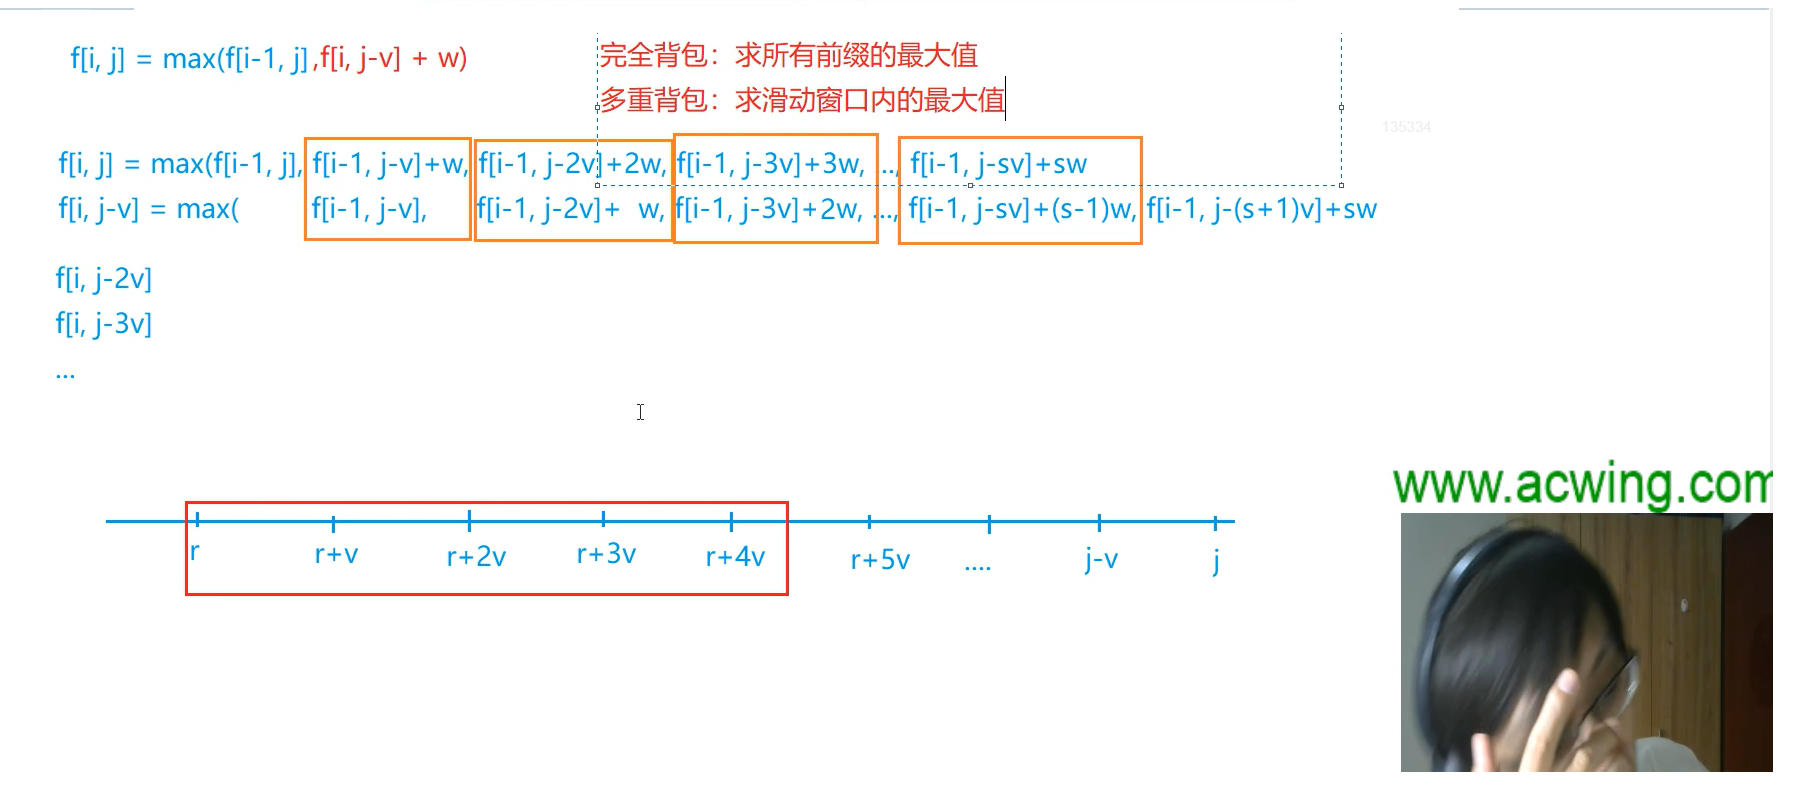 f[i, j] = max(f[i-1, j],f[i, j-v] + w)
完全背包：求所有前缀的最大值
多重背包：求滑动窗口内的最大值
135334
f[i, j] = max(f[i-1, j], f[i-1, j-v]+w, f[i-1, j-2v]+2w, f[i-1, j-3v]+3w, ..., f[i-1, j-sv]+sw
f[i, j-v] = max( f[i-1, j-v], f[i-1, j-2v]+ w, f[i-1, j-3v]+2w, ..., f[i-1, j-sv]+(s-1)w, f[i-1, j-(s+1)v]+sw
f[i, j-2v]
f[i, j-3v]
...
www.acwing.com
r r+v r+2v r+3v r+4v r+5v .... j-v j